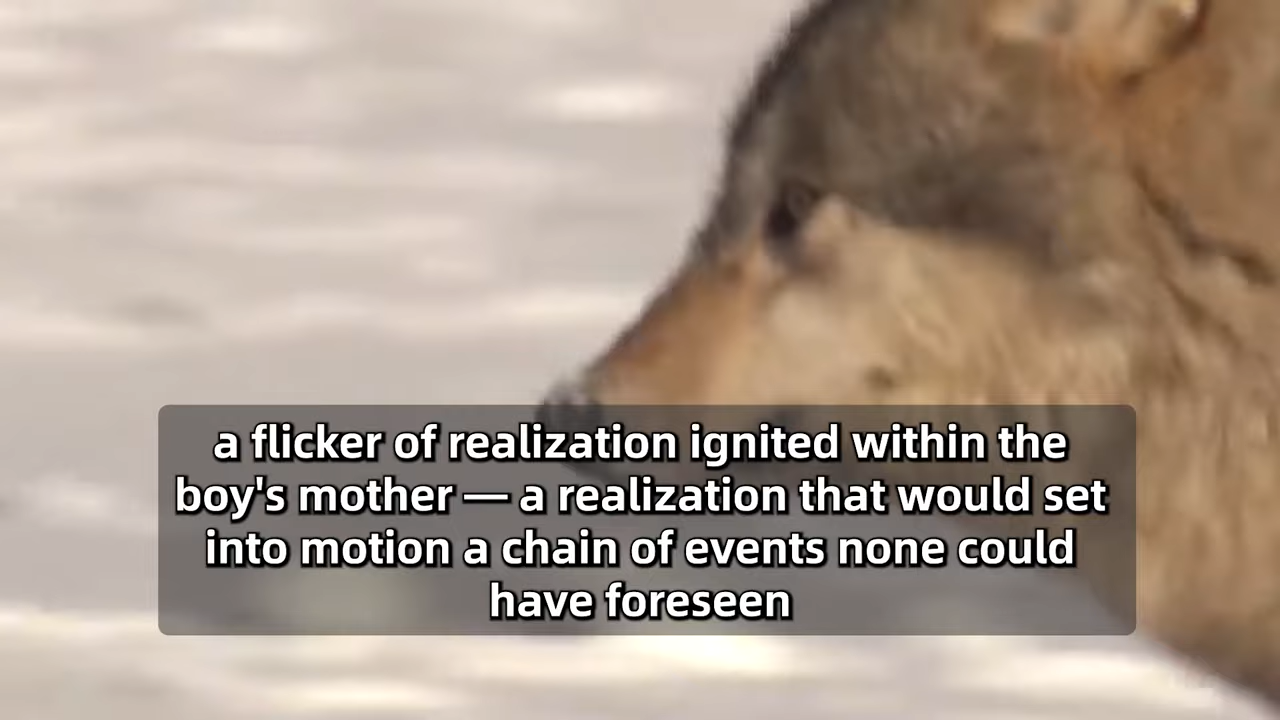 a flicker of realization ignited within the
boy's mother — a realization that would set
into motion a chain of events none could
have foreseen